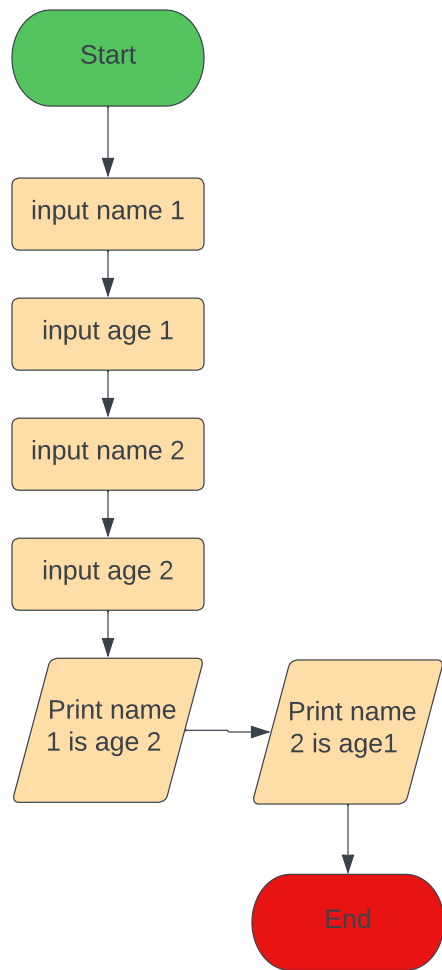 Start
input name 1
input age 1
input name 2
input age 2
Print name
1 is age 2
Print name
2 is age1
End